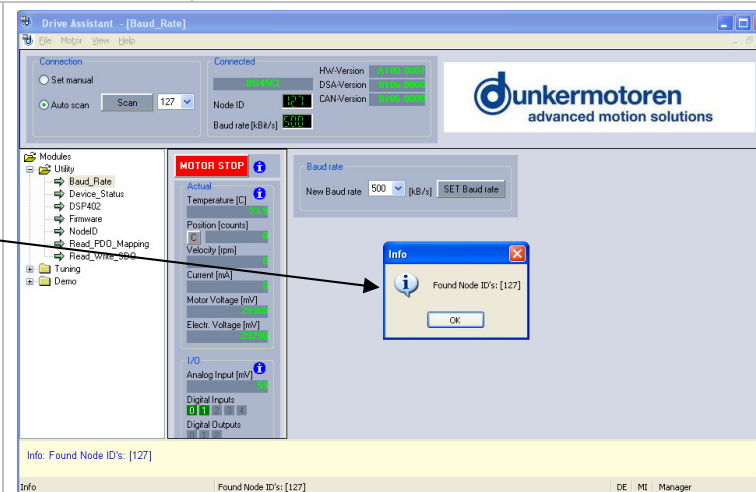 Drive Assistant - [Baud_Rate]
File Motor View Help
Connection
Set manual
Auto scan Scan 127
Connected
Node ID 127
Baud rate [kBit/s] 500
HW-Version
DSA-Version
CAN-Version
dunkermotoren
advanced motion solutions
Modules
Utility
Baud_Rate
Device_Status
DSP402
Firmware
NodeID
Read_PDO_Mapping
Read_Write_SDO
Tuning
Demo
MOTOR STOP
Actual
Temperature [C]
Position [counts]
C
Velocity [rpm]
Current [mA]
Motor Voltage [mV]
Electr. Voltage [mV]
I/O
Analog Input [mV]
Digital Inputs
0 1 2 3 4
Digital Outputs
0 1 2
Baud rate
New Baud rate 500 [kB/s] SET Baud rate
Info
Found Node ID's: [127]
OK
Info: Found Node ID's: [127]
Info Found Node ID's: [127] DE MI Manager